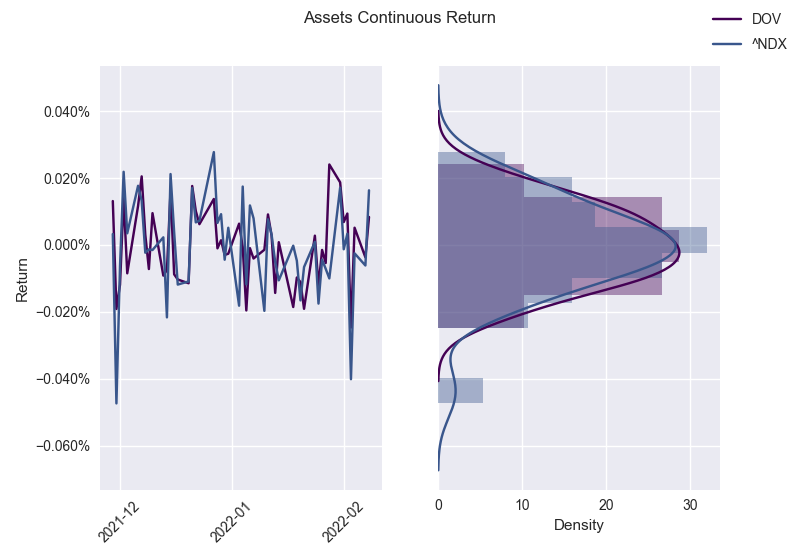 Assets Continuous Return
DOV
^NDX
Return
0.040%
0.020%
0.000%
−0.020%
−0.040%
−0.060%
2021-12
2022-01
2022-02
0
10
20
30
Density